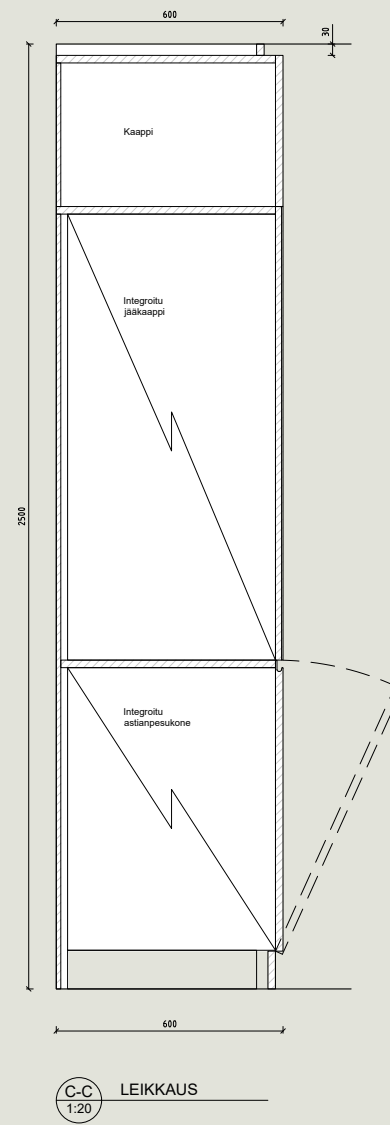 600
30
Kaappi
Integroitu
jääkaappi
2500
Integroitu
astianpesukone
600
C-C LEIKKAUS
1:20